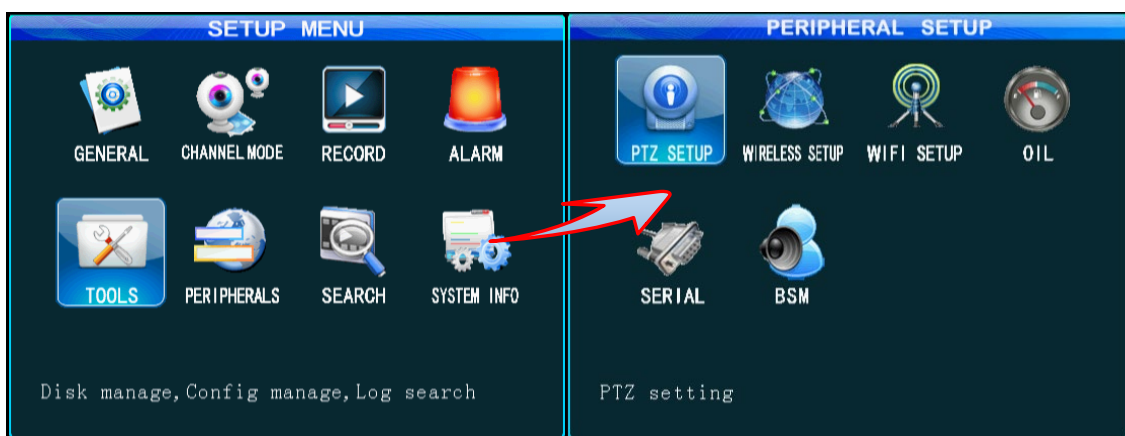 SETUP MENU
GENERAL CHANNEL MODE RECORD ALARM
TOOLS PERIPHERALS SEARCH SYSTEM INFO
Disk manage,Config manage,Log search
PERIPHERAL SETUP
PTZ SETUP WIRELESS SETUP WIFI SETUP OIL
SERIAL BSM
PTZ setting